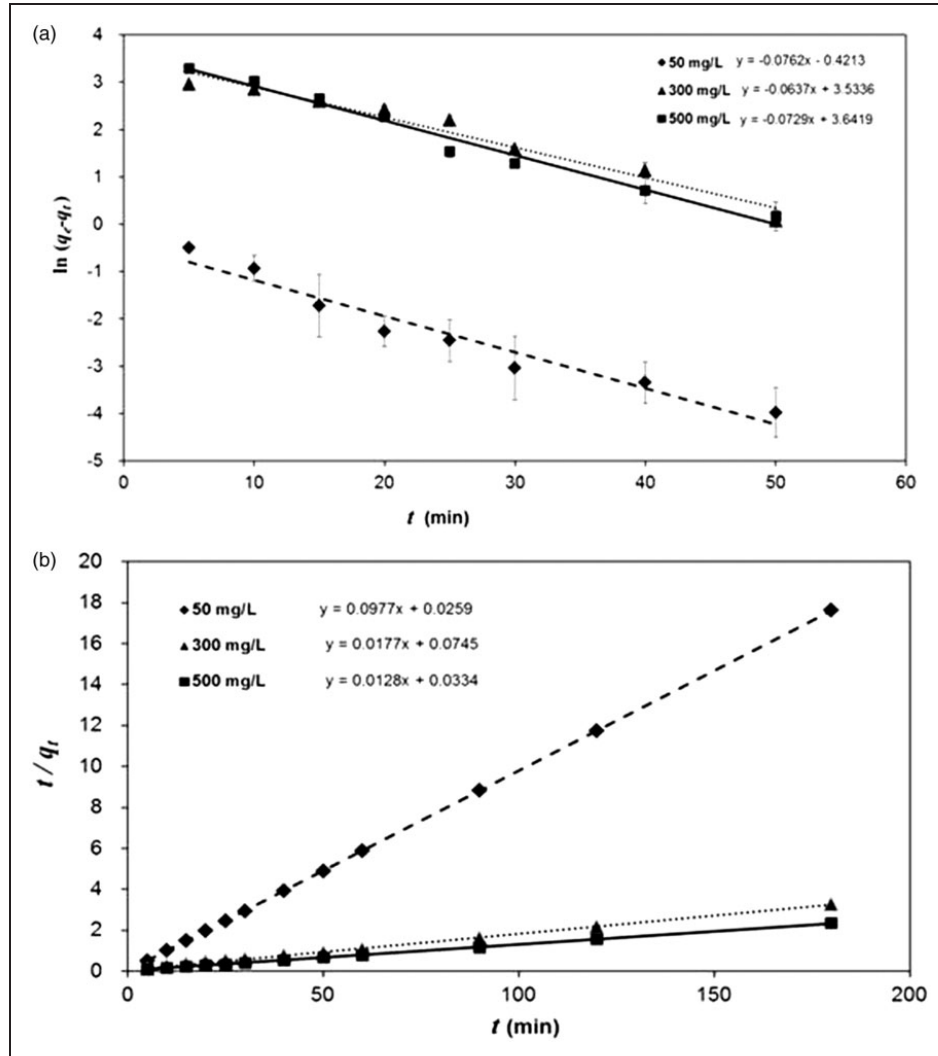 (a)
4
3
2
1
0
-1
-2
-3
-4
-5
ln (qe-qt)
50 mg/L y = -0.0762x - 0.4213
300 mg/L y = -0.0637x + 3.5336
500 mg/L y = -0.0729x + 3.6419
0 10 20 30 40 50 60
t (min)
(b)
20
18
16
14
12
10
8
6
4
2
0
t/qt
50 mg/L y = 0.0977x + 0.0259
300 mg/L y = 0.0177x + 0.0745
500 mg/L y = 0.0128x + 0.0334
0 50 100 150 200
t (min)